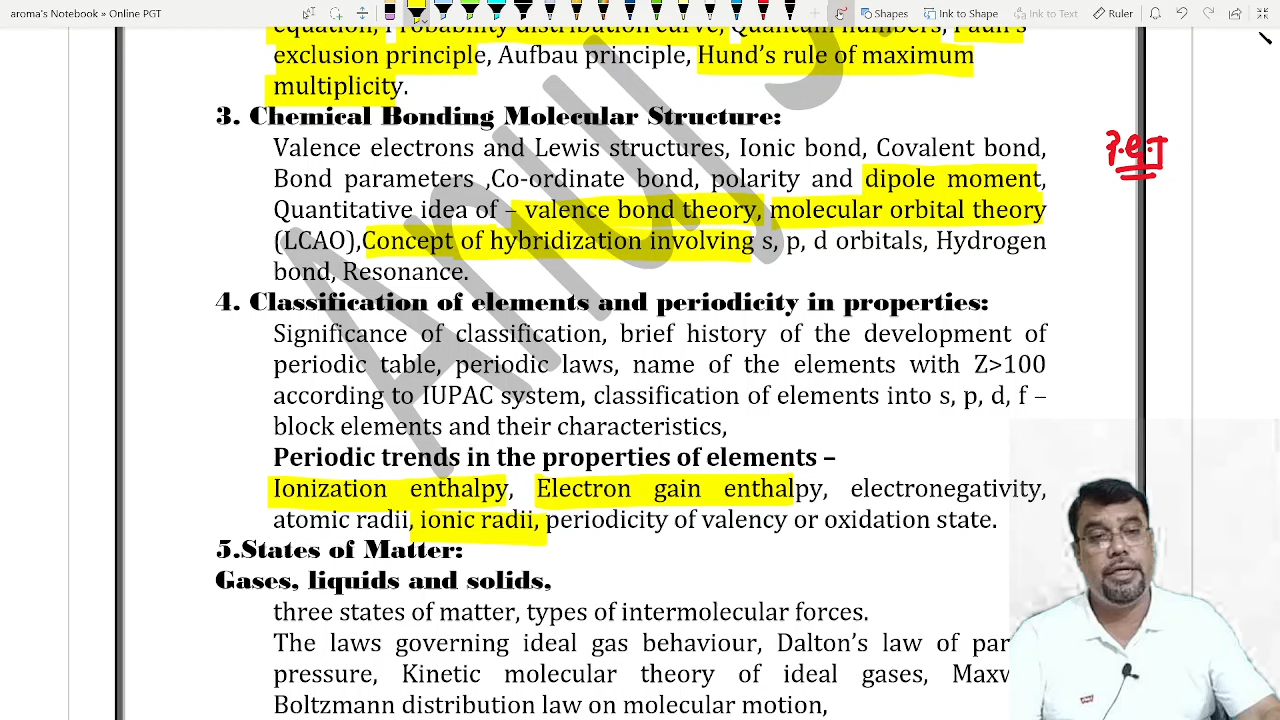 aroma's Notebook » Online PGT
Shapes
Ink to Shape
Ink to Text
Ruler
equation, Probability distribution curve, Quantum numbers, Pauli's
exclusion principle, Aufbau principle, Hund's rule of maximum
multiplicity.
3. Chemical Bonding Molecular Structure:
Valence electrons and Lewis structures, Ionic bond, Covalent bond,
Bond parameters ,Co-ordinate bond, polarity and dipole moment,
Quantitative idea of – valence bond theory, molecular orbital theory
(LCAO),Concept of hybridization involving s, p, d orbitals, Hydrogen
bond, Resonance.
4. Classification of elements and periodicity in properties:
Significance of classification, brief history of the development of
periodic table, periodic laws, name of the elements with Z>100
according to IUPAC system, classification of elements into s, p, d, f –
block elements and their characteristics,
Periodic trends in the properties of elements –
Ionization enthalpy, Electron gain enthalpy, electronegativity,
atomic radii, ionic radii, periodicity of valency or oxidation state.
5.States of Matter:
Gases, liquids and solids,
three states of matter, types of intermolecular forces.
The laws governing ideal gas behaviour, Dalton's law of par
pressure, Kinetic molecular theory of ideal gases, Maxw
Boltzmann distribution law on molecular motion,